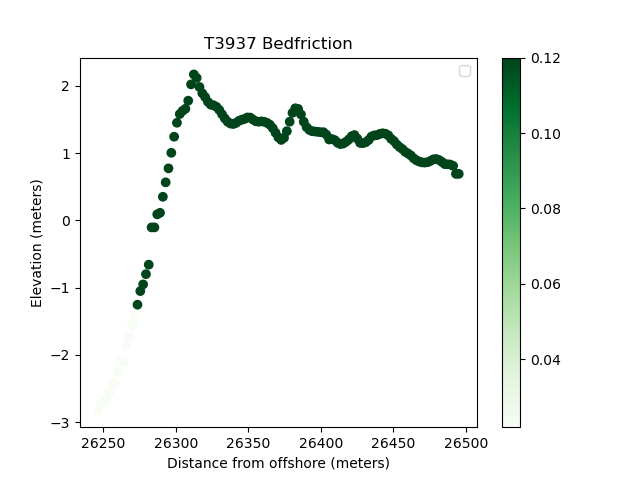 T3937 Bedfriction
Elevation (meters)
2
1
0
−1
−2
−3
26250 26300 26350 26400 26450 26500
Distance from offshore (meters)
0.12
0.10
0.08
0.06
0.04